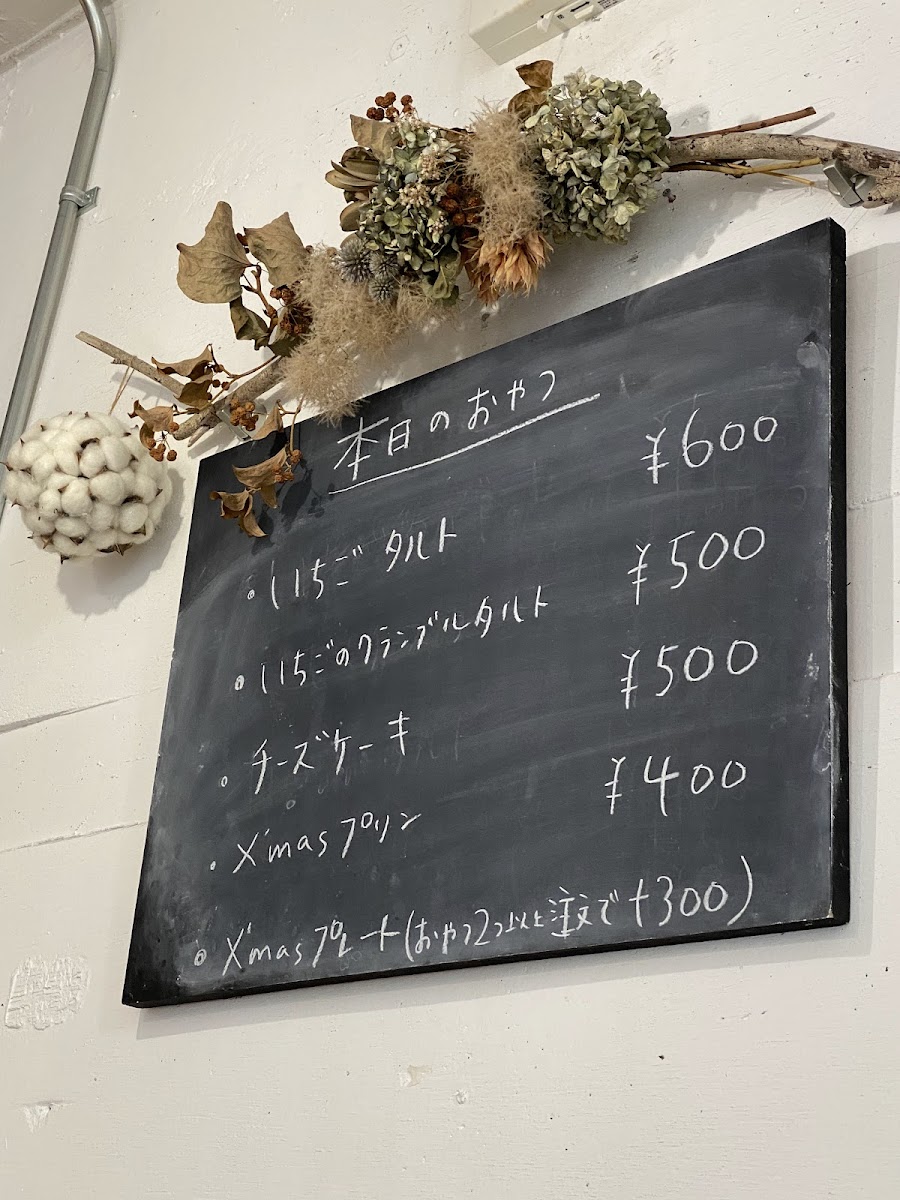 本日のおやつ
・いちごタルト ¥600
・いちごのクランブルタルト ¥500
・チーズケーキ ¥500
・X'masプリン ¥400
・X'masプレート(おやつ2つ以上注文で+300)